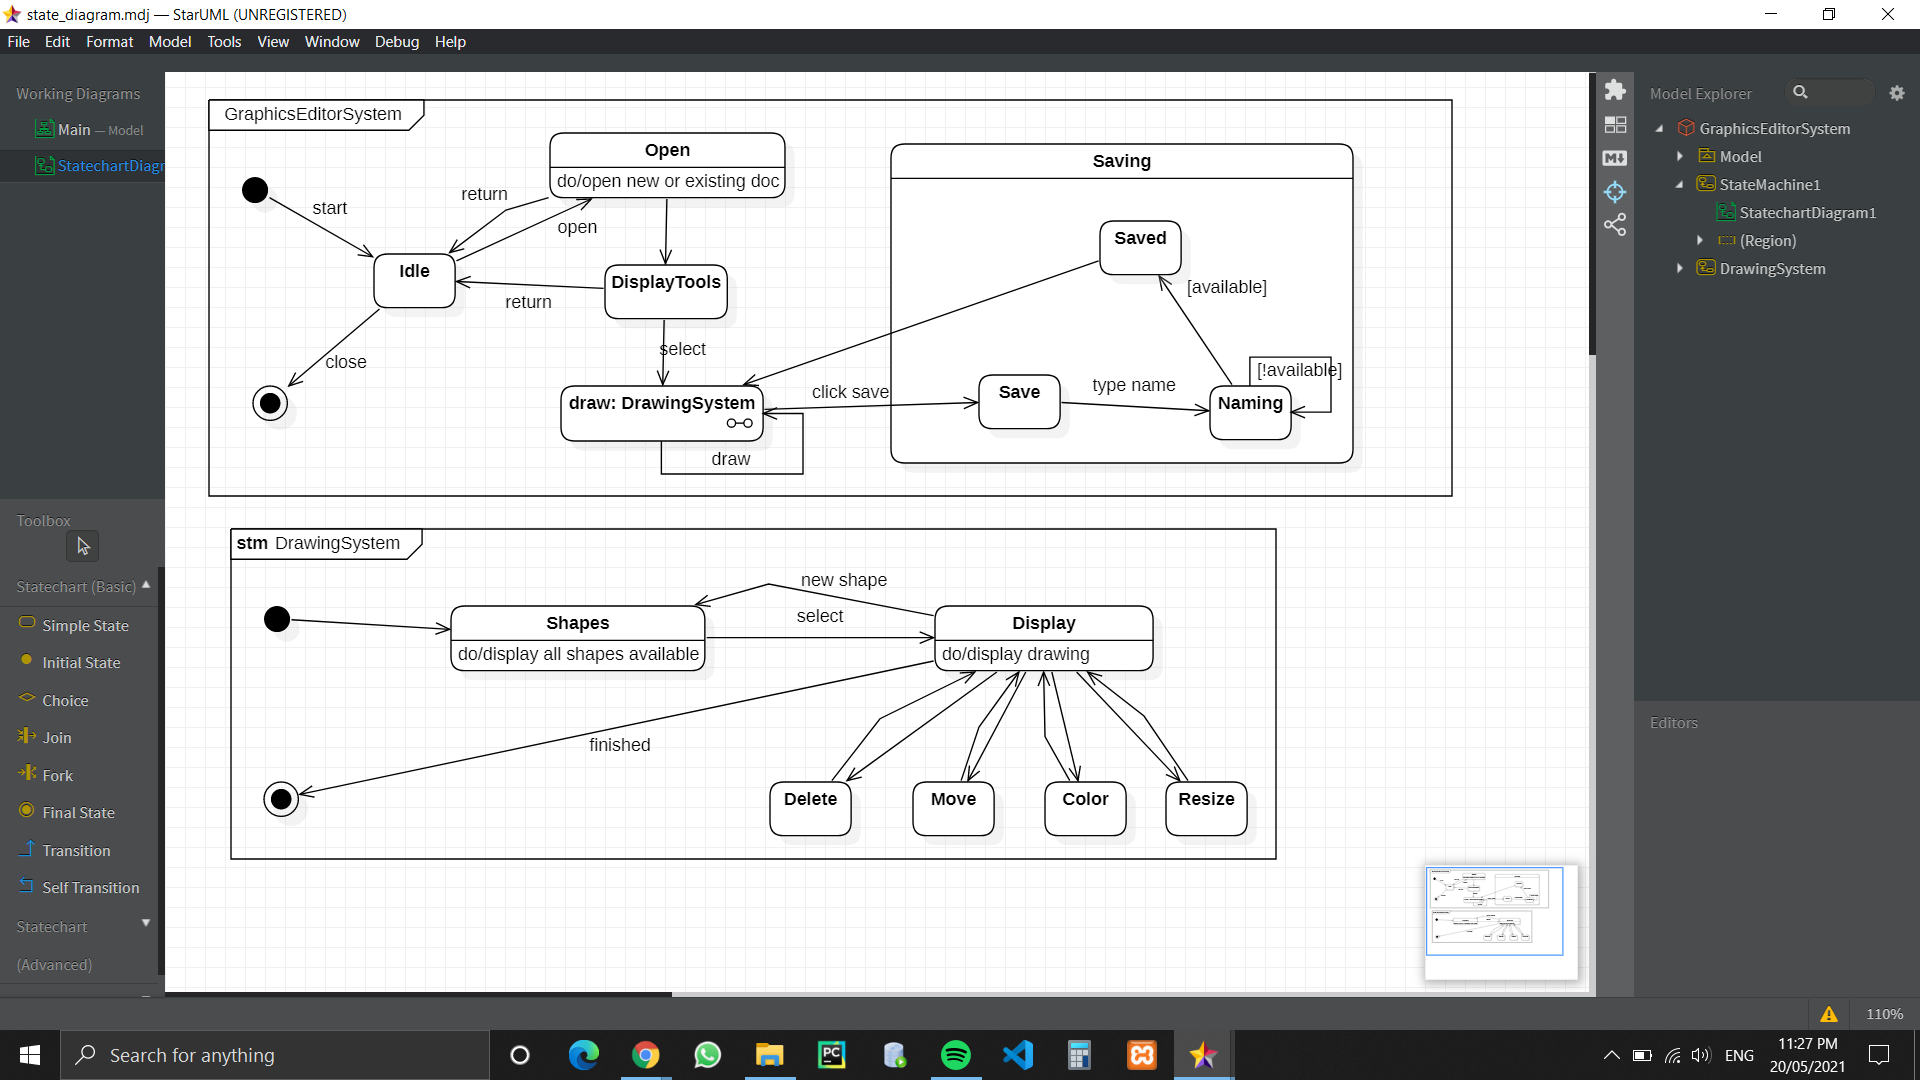 state_diagram.mdj — StarUML (UNREGISTERED)
File Edit Format Model Tools View Window Debug Help
Working Diagrams
Main — Model
StatechartDiagr
Toolbox
Statechart (Basic)
Simple State
Initial State
Choice
Join
Fork
Final State
Transition
Self Transition
Statechart
(Advanced)
GraphicsEditorSystem
start
return
Open
do/open new or existing doc
open
Idle
DisplayTools
return
close
select
draw: DrawingSystem
draw
click save
Saving
Saved
[available]
[!available]
Save
type name
Naming
stm DrawingSystem
new shape
select
Shapes
do/display all shapes available
Display
do/display drawing
finished
Delete
Move
Color
Resize
M
Model Explorer
GraphicsEditorSystem
Model
StateMachine1
StatechartDiagram1
(Region)
DrawingSystem
Editors
110%
Search for anything
PC
ENG
11:27 PM
20/05/2021